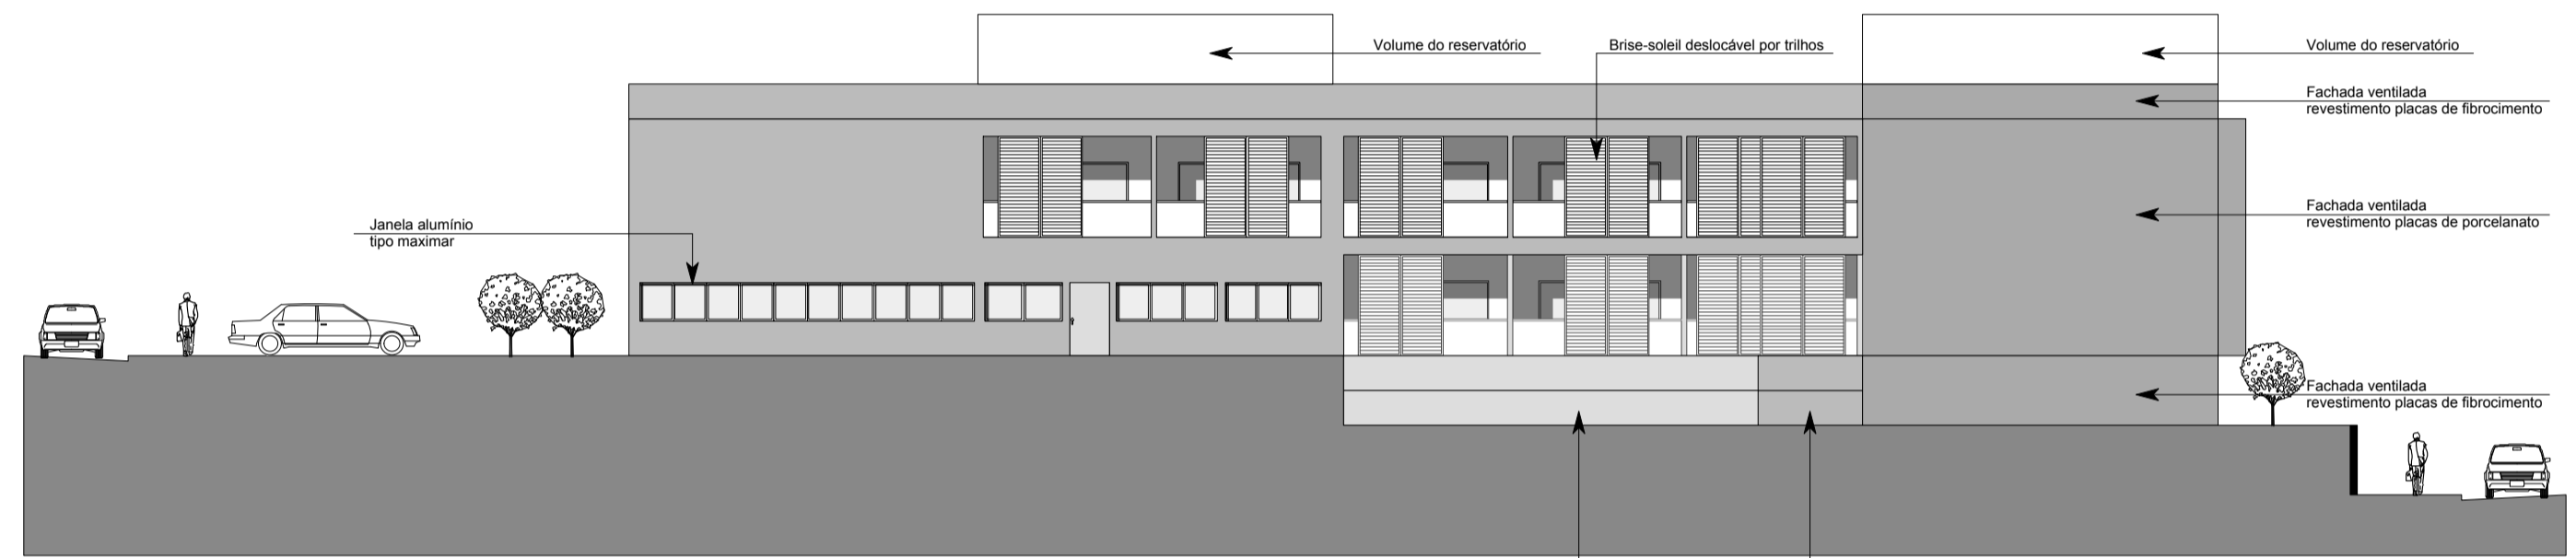 Volume do reservatório
Brise-soleil deslocável por trilhos
Volume do reservatório
Fachada ventilada
revestimento placas de fibrocimento
Janela alumínio
tipo maximar
Fachada ventilada
revestimento placas de porcelanato
Fachada ventilada
revestimento placas de fibrocimento